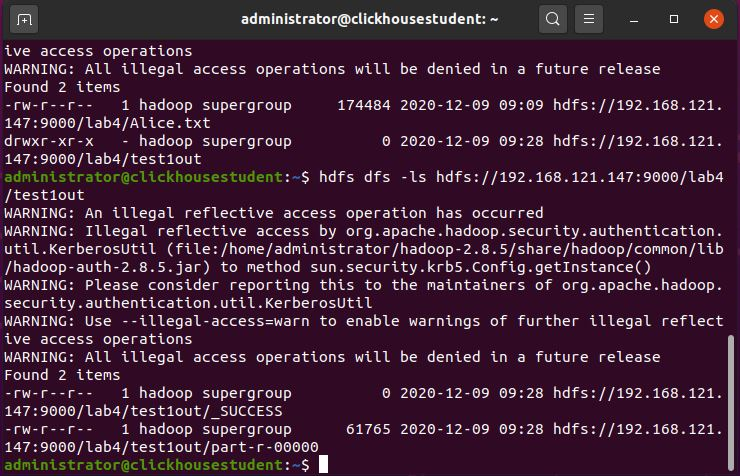 administrator@clickhousestudent: ~
ive access operations
WARNING: All illegal access operations will be denied in a future release
Found 2 items
-rw-r--r--   1 hadoop supergroup     174484 2020-12-09 09:09 hdfs://192.168.121.
147:9000/lab4/Alice.txt
drwxr-xr-x   - hadoop supergroup          0 2020-12-09 09:28 hdfs://192.168.121.
147:9000/lab4/test1out
administrator@clickhousestudent:~$ hdfs dfs -ls hdfs://192.168.121.147:9000/lab4
/test1out
WARNING: An illegal reflective access operation has occurred
WARNING: Illegal reflective access by org.apache.hadoop.security.authentication.
util.KerberosUtil (file:/home/administrator/hadoop-2.8.5/share/hadoop/common/lib
/hadoop-auth-2.8.5.jar) to method sun.security.krb5.Config.getInstance()
WARNING: Please consider reporting this to the maintainers of org.apache.hadoop.
security.authentication.util.KerberosUtil
WARNING: Use --illegal-access=warn to enable warnings of further illegal reflect
ive access operations
WARNING: All illegal access operations will be denied in a future release
Found 2 items
-rw-r--r--   1 hadoop supergroup          0 2020-12-09 09:28 hdfs://192.168.121.
147:9000/lab4/test1out/_SUCCESS
-rw-r--r--   1 hadoop supergroup      61765 2020-12-09 09:28 hdfs://192.168.121.
147:9000/lab4/test1out/part-r-00000
administrator@clickhousestudent:~$